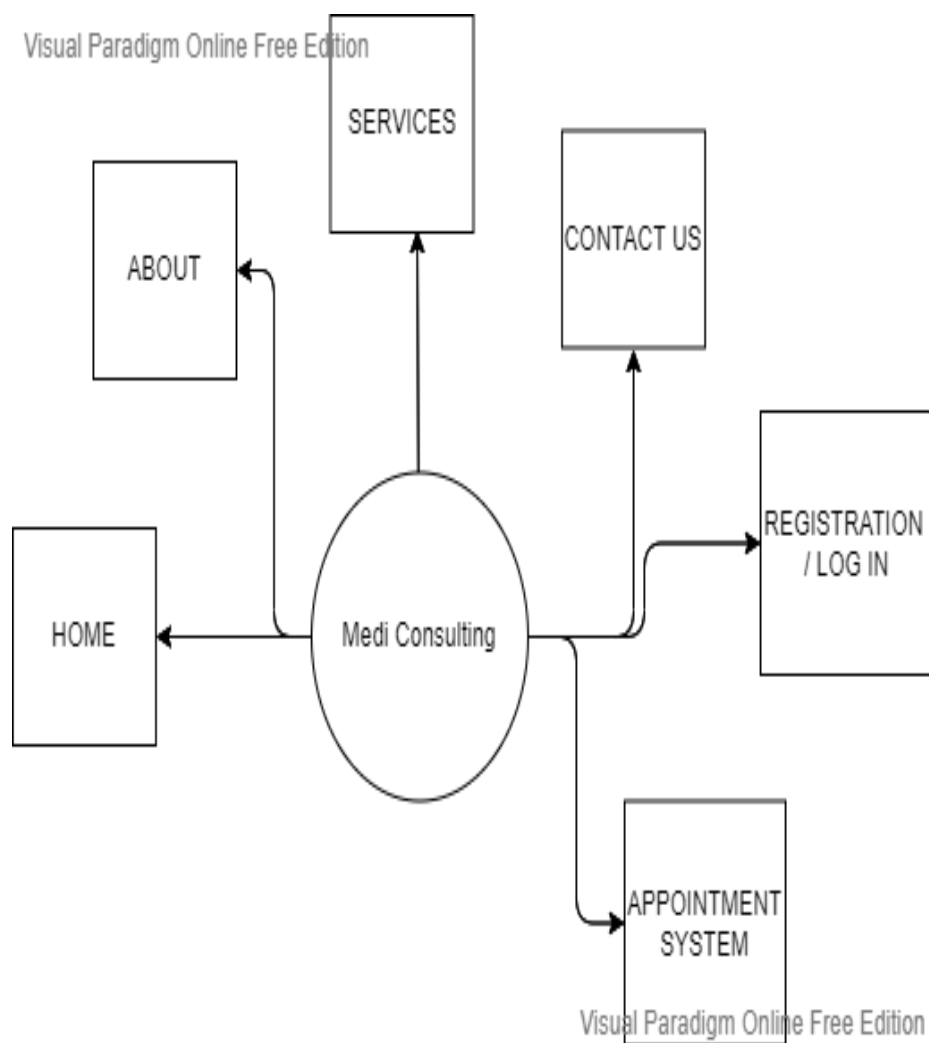 Visual Paradigm Online Free Edition
SERVICES
CONTACT US
ABOUT
REGISTRATION
/ LOG IN
HOME
Medi Consulting
APPOINTMENT
SYSTEM
Visual Paradigm Online Free Edition